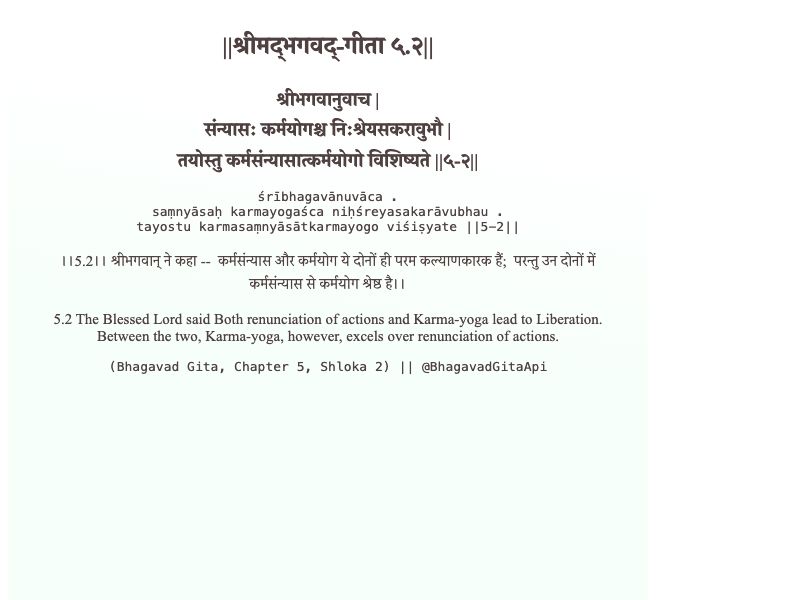 ||श्रीमद्‍भगवद्‍-गीता ५.२||
श्रीभगवानुवाच |
संन्यासः कर्मयोगश्च निःश्रेयसकरावुभौ |
तयोस्तु कर्मसंन्यासात्कर्मयोगो विशिष्यते ||५-२||
śrībhagavānuvāca .
saṃnyāsaḥ karmayogaśca niḥśreyasakarāvubhau .
tayostu karmasaṃnyāsātkarmayogo viśiṣyate ||5-2||
।।5.2।। श्रीभगवान् ने कहा -- कर्मसंन्यास और कर्मयोग ये दोनों ही परम कल्याणकारक हैं; परन्तु उन दोनों में
कर्मसंन्यास से कर्मयोग श्रेष्ठ है।।
5.2 The Blessed Lord said Both renunciation of actions and Karma-yoga lead to Liberation.
Between the two, Karma-yoga, however, excels over renunciation of actions.
(Bhagavad Gita, Chapter 5, Shloka 2) || @BhagavadGitaApi